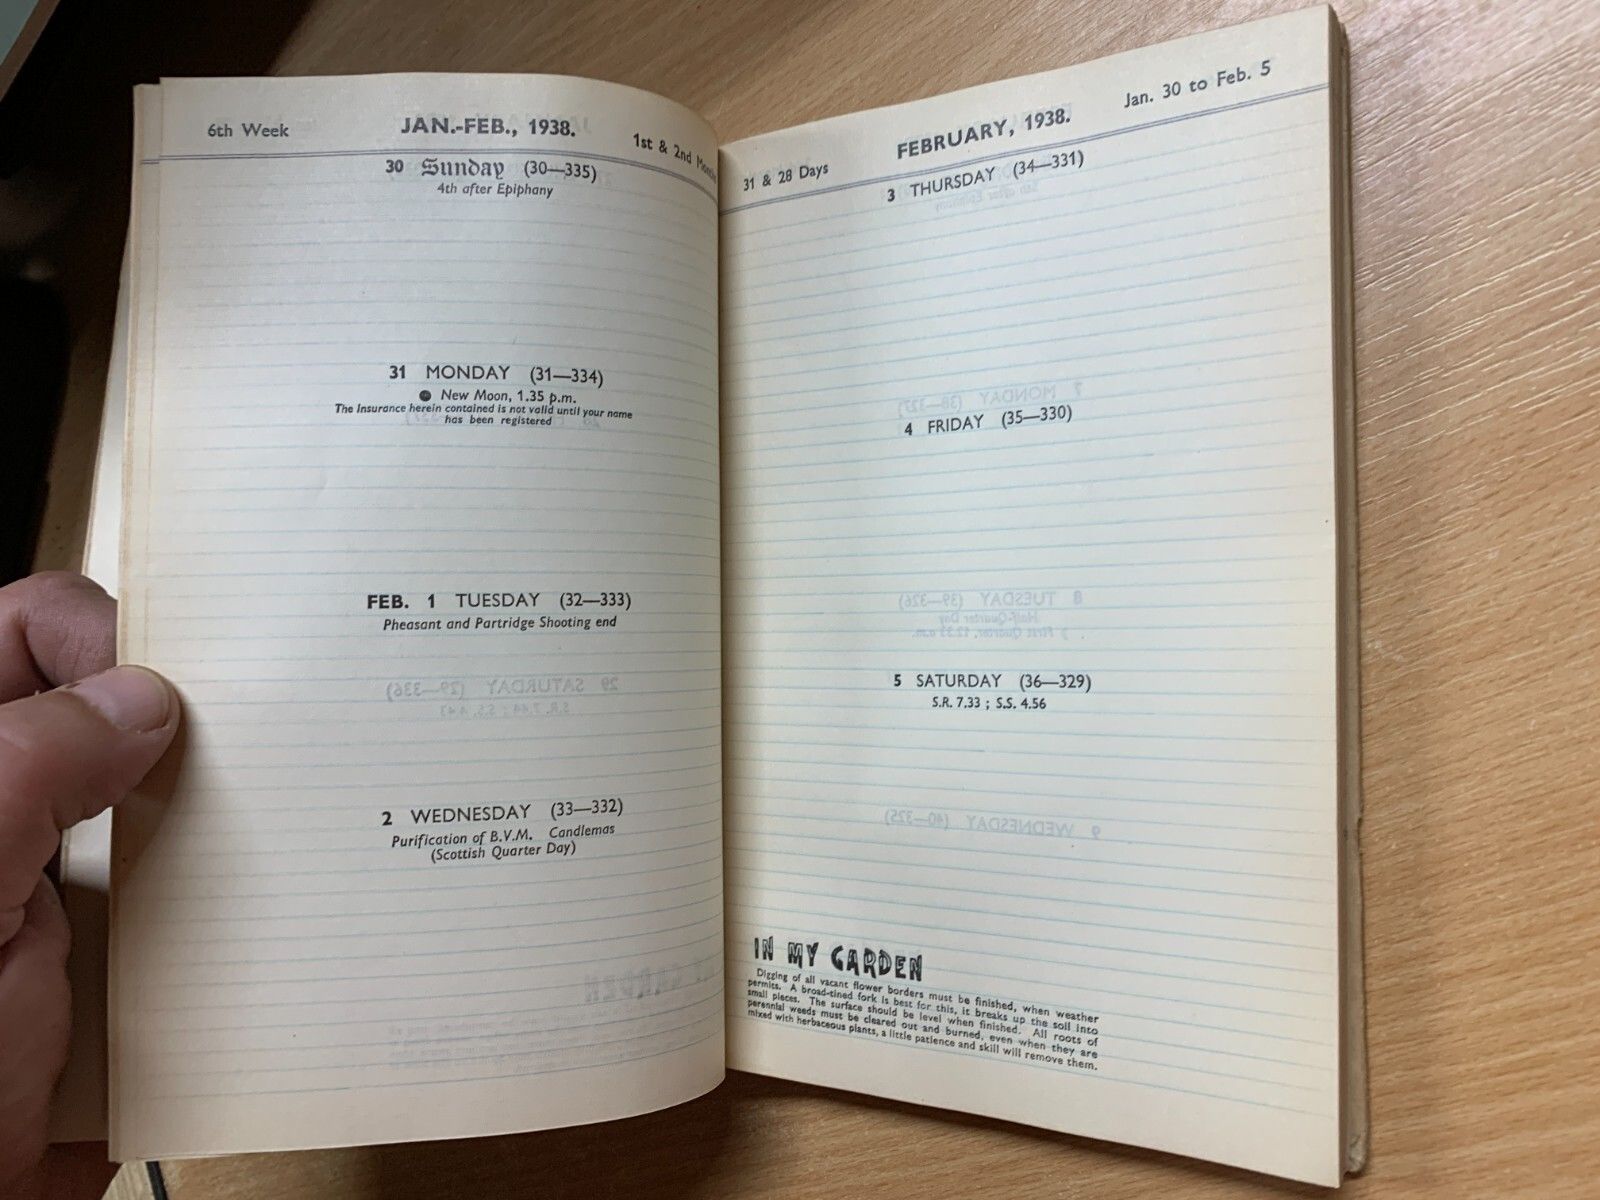 6th Week JAN.-FEB., 1938. 1st & 2nd Months
30 Sunday (30—335)
4th after Epiphany
31 MONDAY (31—334)
● New Moon, 1.35 p.m.
The Insurance herein contained is not valid until your name
has been registered
FEB. 1 TUESDAY (32—333)
Pheasant and Partridge Shooting end
2 WEDNESDAY (33—332)
Purification of B.V.M. Candlemas
(Scottish Quarter Day)
31 & 28 Days FEBRUARY, 1938. Jan. 30 to Feb. 5
3 THURSDAY (34—331)
4 FRIDAY (35—330)
5 SATURDAY (36—329)
S.R. 7.33 ; S.S. 4.56
IN MY GARDEN
Digging of all vacant flower borders must be finished, when weather
permits. A broad-tined fork is best for this, it breaks up the soil into
small pieces. The surface should be level when finished. All roots of
perennial weeds must be cleared out and burned, even when they are
mixed with herbaceous plants, a little patience and skill will remove them.